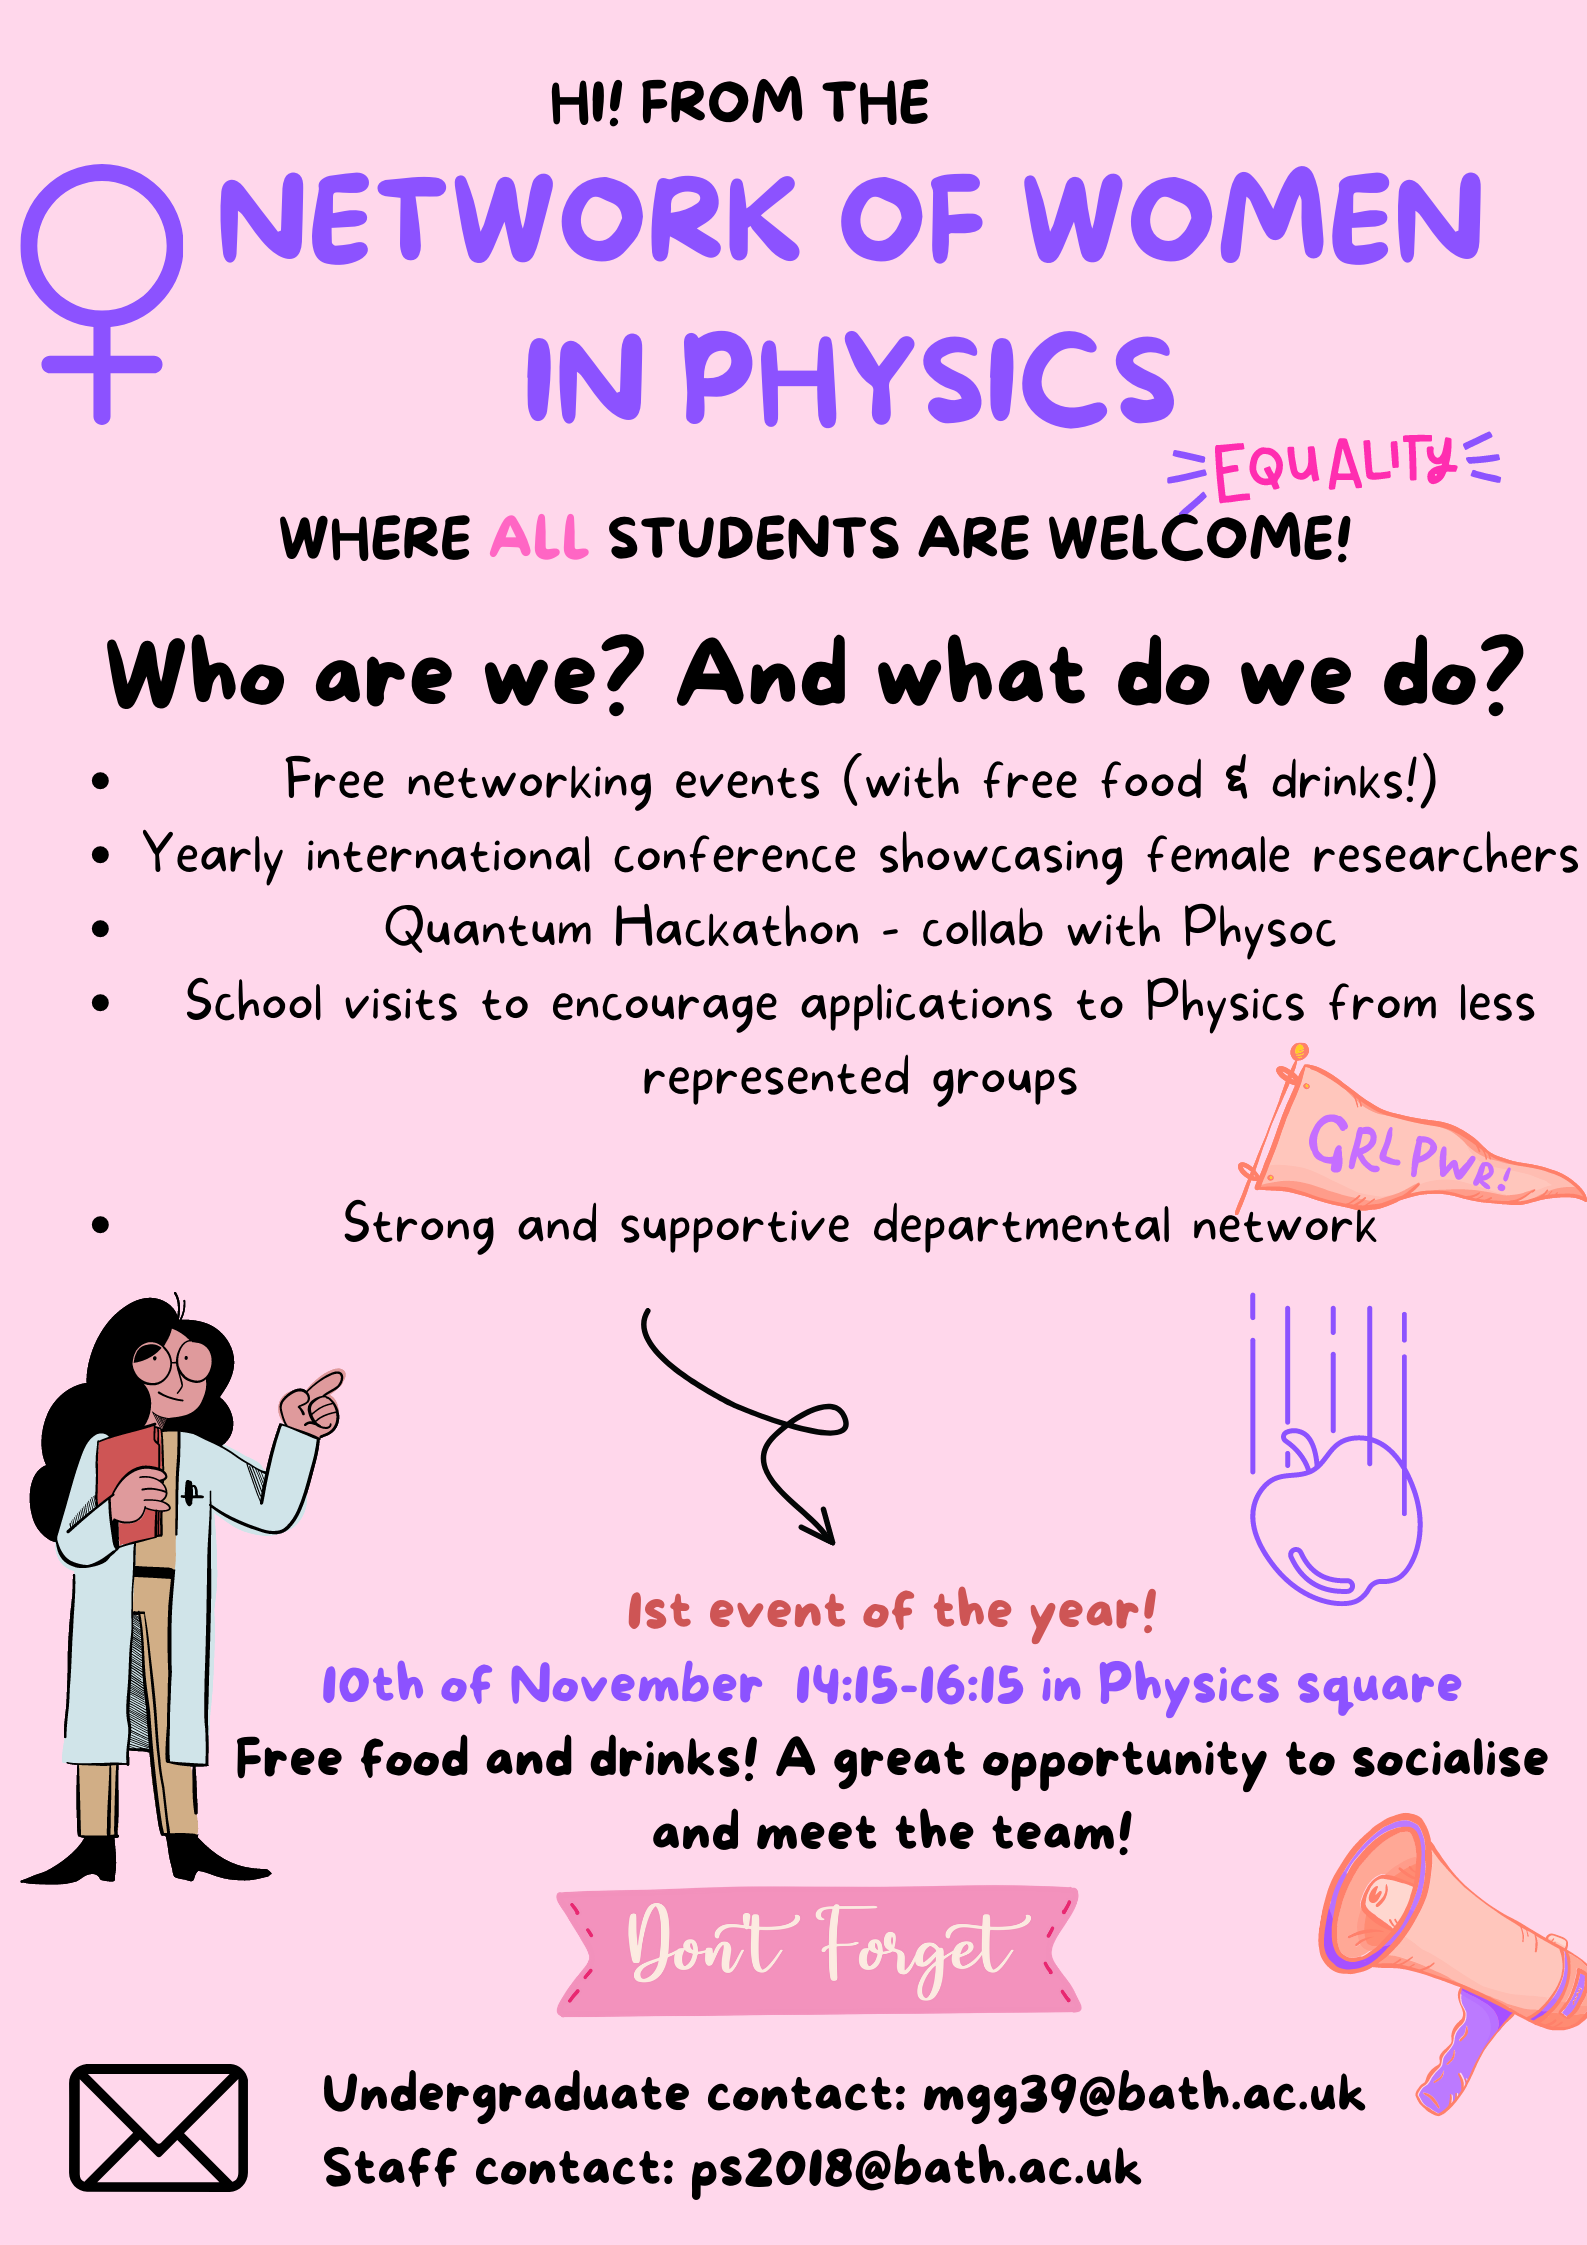 HI! FROM THE
NETWORK OF WOMEN
IN PHYSICS
EQUALITY
WHERE ALL STUDENTS ARE WELCOME!
Who are we? And what do we do?
• Free networking events (with free food & drinks!)
• Yearly international conference showcasing female researchers
• Quantum Hackathon - collab with Physoc
• School visits to encourage applications to Physics from less
represented groups
GRL PWR!
• Strong and supportive departmental network
1st event of the year!
10th of November 14:15-16:15 in Physics square
Free food and drinks! A great opportunity to socialise
and meet the team!
Don't Forget
Undergraduate contact: mgg39@bath.ac.uk
Staff contact: ps2018@bath.ac.uk